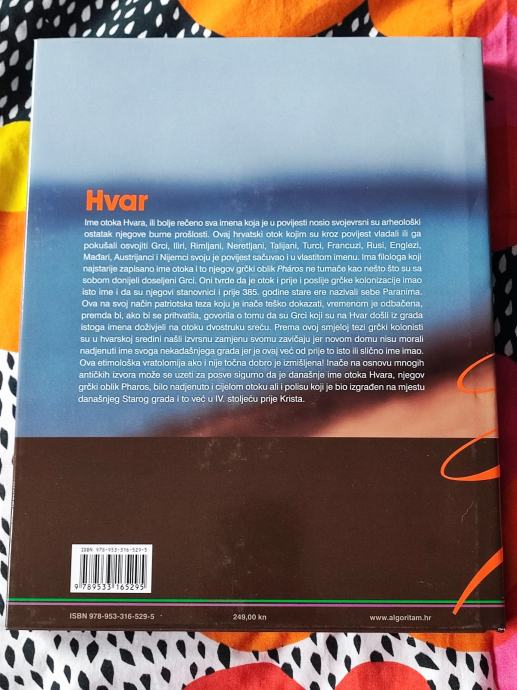 Hvar
Ime otoka Hvara, ili bolje rečeno sva imena koja je u povijesti nosio svojevrsni su arheološki
ostatak njegove burne prošlosti. Ovaj hrvatski otok kojim su kroz povijest vladali ili ga
pokušali osvojiti Grci, Iliri, Rimljani, Neretljani, Talijani, Turci, Francuzi, Rusi, Englezi,
Mađari, Austrijanci i Nijemci svoju je povijest sačuvao i u vlastitom imenu. Ima filologa koji
najstarije zapisano ime otoka i to njegov grčki oblik Pháros ne tumače kao nešto što su sa
sobom donijeli doseljeni Grci. Oni tvrde da je otok i prije i poslije grčke kolonizacije imao
isto ime i da su njegovi stanovnici i prije 385. godine stare ere nazivali sebe Paranima.
Ova na svoj način patriotska teza koju je inače teško dokazati, vremenom je odbačena,
premda bi, ako bi se prihvatila, govorila o tomu da su Grci koji su na Hvar došli iz grada
istoga imena doživjeli na otoku dvostruku sreću. Prema ovoj smjeloj tezi grčki kolonisti
su u hvarskoj sredini našli izvrsnu zamjenu svomu zavičaju jer novom domu nisu morali
nadjenuti ime svoga nekadašnjega grada jer je ovaj već od prije to isto ili slično ime imao.
Ova etimološka vratolomija ako i nije točna dobro je izmišljena! Inače na osnovu mnogih
antičkih izvora može se uzeti za posve sigurno da je današnje ime otoka Hvara, njegov
grčki oblik Pharos, bilo nadjenuto i cijelom otoku ali i polisu koji je bio izgrađen na mjestu
današnjeg Starog grada i to već u IV. stoljeću prije Krista.
ISBN 978-953-316-529-5
9 789533 165295
ISBN 978-953-316-529-5 249,00 kn www.algoritam.hr